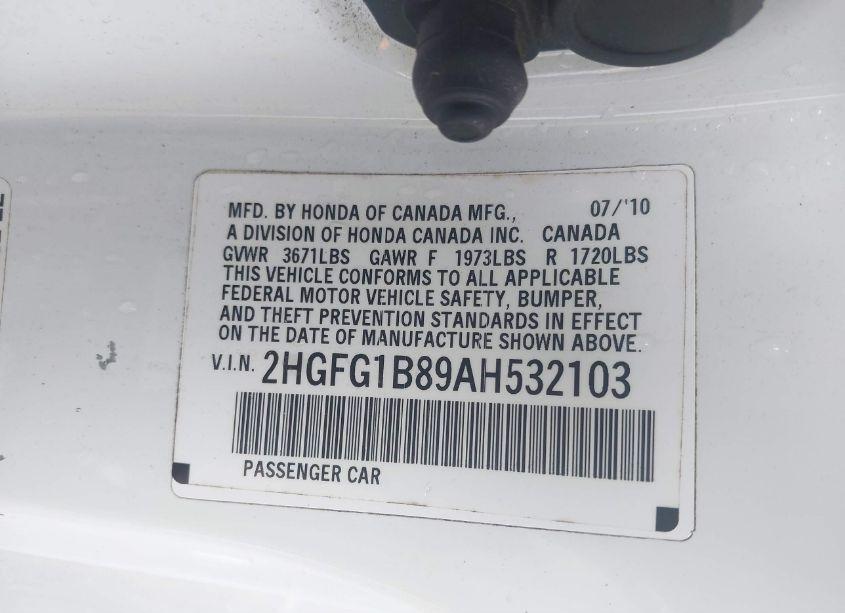 MFD. BY HONDA OF CANADA MFG., 07/'10
A DIVISION OF HONDA CANADA INC. CANADA
GVWR 3671LBS GAWR F 1973LBS R 1720LBS
THIS VEHICLE CONFORMS TO ALL APPLICABLE
FEDERAL MOTOR VEHICLE SAFETY, BUMPER,
AND THEFT PREVENTION STANDARDS IN EFFECT
ON THE DATE OF MANUFACTURE SHOWN ABOVE.
V.I.N. 2HGFG1B89AH532103
PASSENGER CAR